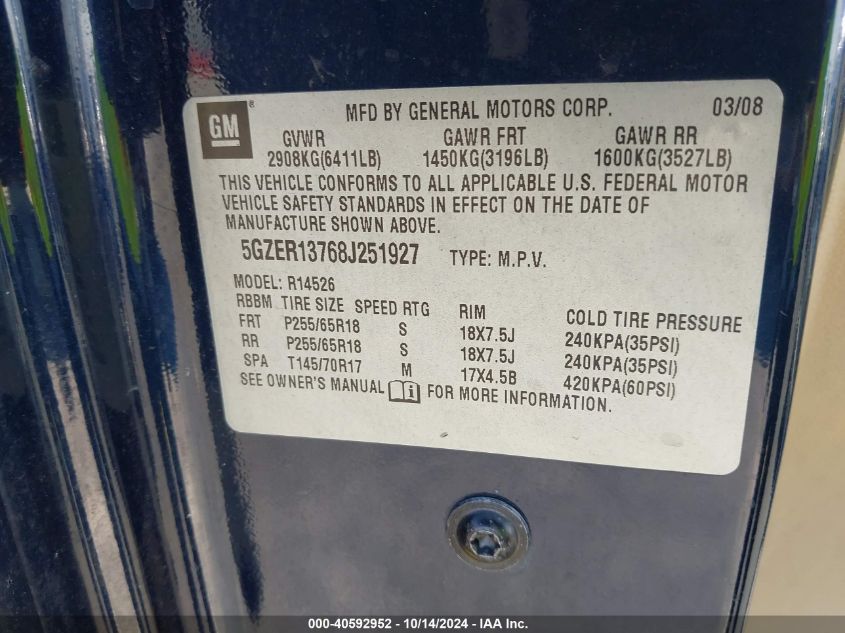 GM ® MFD BY GENERAL MOTORS CORP. 03/08
GVWR GAWR FRT GAWR RR
2908KG(6411LB) 1450KG(3196LB) 1600KG(3527LB)
THIS VEHICLE CONFORMS TO ALL APPLICABLE U.S. FEDERAL MOTOR
VEHICLE SAFETY STANDARDS IN EFFECT ON THE DATE OF
MANUFACTURE SHOWN ABOVE.
5GZER13768J251927 TYPE: M.P.V.
MODEL: R14526
RBBM TIRE SIZE SPEED RTG RIM COLD TIRE PRESSURE
FRT P255/65R18 S 18X7.5J 240KPA(35PSI)
RR P255/65R18 S 18X7.5J 240KPA(35PSI)
SPA T145/70R17 M 17X4.5B 420KPA(60PSI)
SEE OWNER'S MANUAL i FOR MORE INFORMATION.
000-40592952 - 10/14/2024 - IAA Inc.